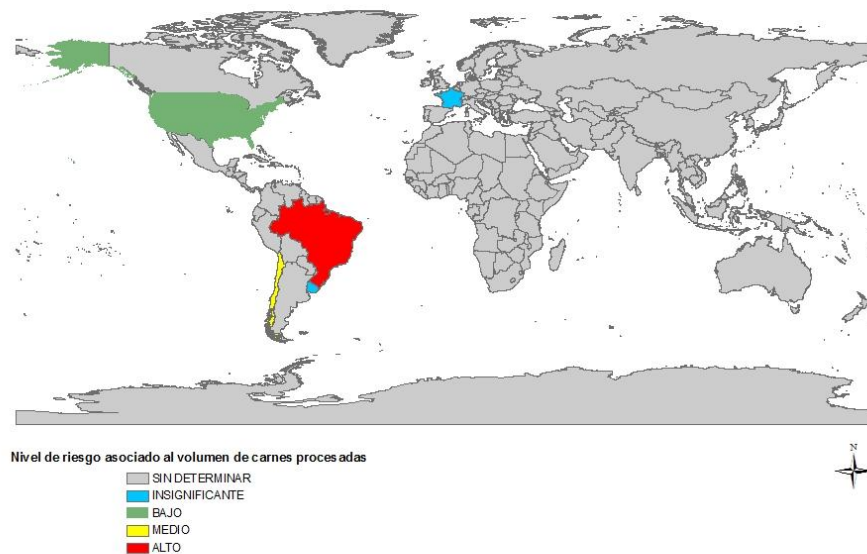 Nivel de riesgo asociado al volumen de carnes procesadas
SIN DETERMINAR
INSIGNIFICANTE
BAJO
MEDIO
ALTO
N